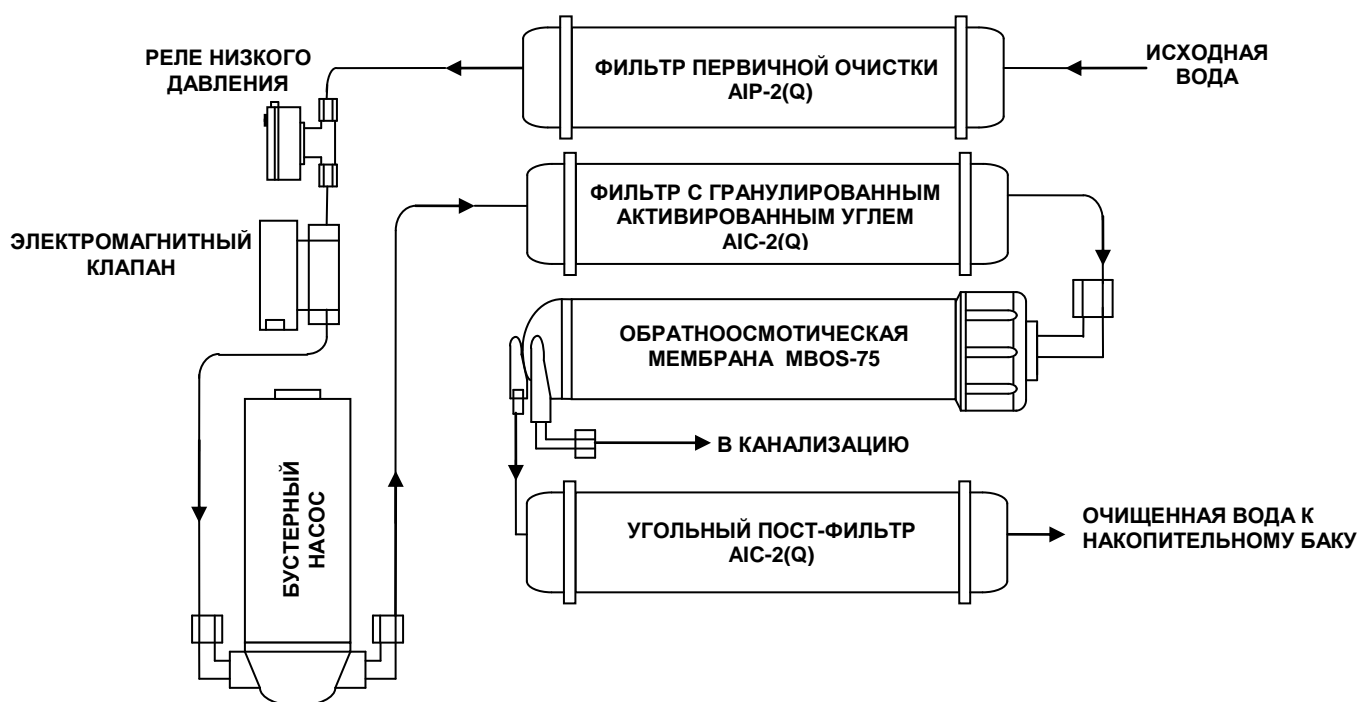 РЕЛЕ НИЗКОГО
ДАВЛЕНИЯ
ФИЛЬТР ПЕРВИЧНОЙ ОЧИСТКИ
AIP-2(Q)
ИСХОДНАЯ
ВОДА
ФИЛЬТР С ГРАНУЛИРОВАННЫМ
АКТИВИРОВАННЫМ УГЛЕМ
AIC-2(Q)
ЭЛЕКТРОМАГНИТНЫЙ
КЛАПАН
ОБРАТНООСМОТИЧЕСКАЯ
МЕМБРАНА MBOS-75
В КАНАЛИЗАЦИЮ
БУСТЕРНЫЙ
НАСОС
УГОЛЬНЫЙ ПОСТ-ФИЛЬТР
AIC-2(Q)
ОЧИЩЕННАЯ ВОДА К
НАКОПИТЕЛЬНОМУ БАКУ